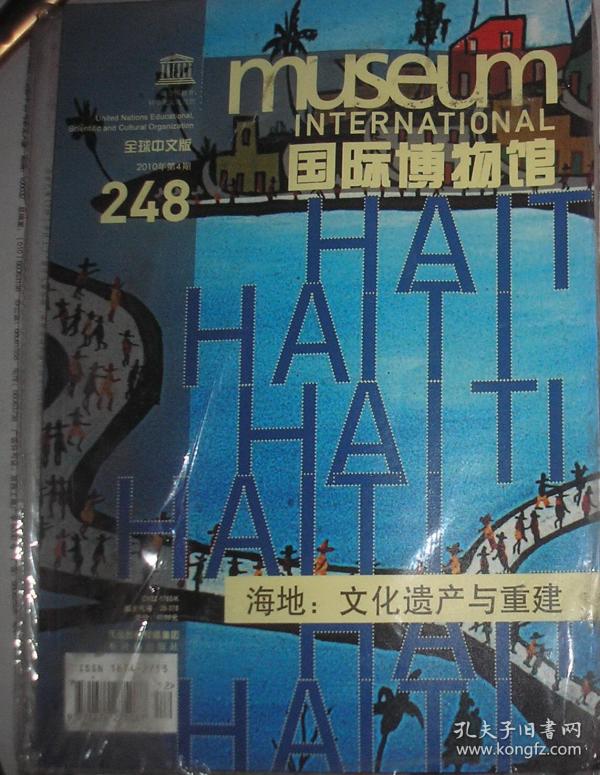 museum
INTERNATIONAL
国际博物馆
United Nations Educational,
Scientific and Cultural Organization
全球中文版
2010年第4期
248
HAIT
HAITI
HAITI
HAITI
海地：文化遗产与重建
HAITI
HAITI
孔夫子旧书网
www.kongfz.com